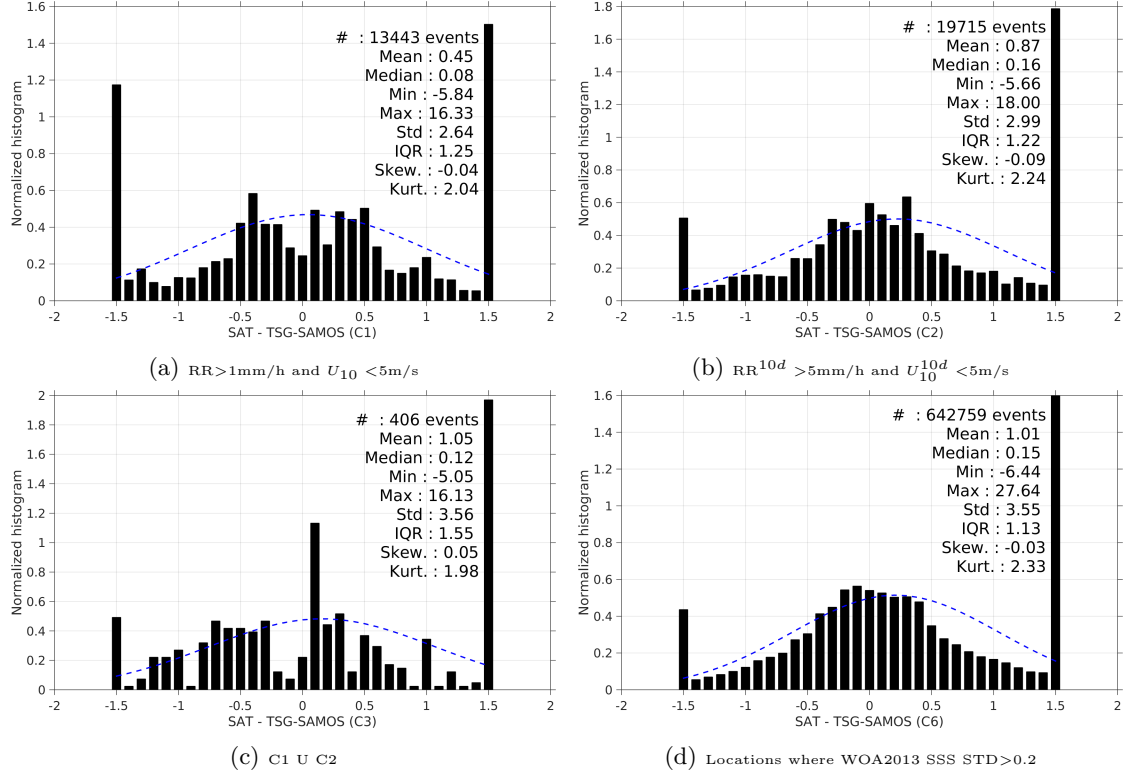 1.6
1.4
1.2
1
0.8
0.6
0.4
0.2
0
Normalized histogram
# : 13443 events
Mean : 0.45
Median : 0.08
Min : -5.84
Max : 16.33
Std : 2.64
IQR : 1.25
Skew. : -0.04
Kurt. : 2.04
-2 -1.5 -1 -0.5 0 0.5 1 1.5 2
SAT - TSG-SAMOS (C1)
(a) RR>1mm/h and U10 <5m/s
1.8
1.6
1.4
1.2
1
0.8
0.6
0.4
0.2
0
Normalized histogram
# : 19715 events
Mean : 0.87
Median : 0.16
Min : -5.66
Max : 18.00
Std : 2.99
IQR : 1.22
Skew. : -0.09
Kurt. : 2.24
-2 -1.5 -1 -0.5 0 0.5 1 1.5 2
SAT - TSG-SAMOS (C2)
(b) RR^10d >5mm/h and U10^10d <5m/s
2
1.8
1.6
1.4
1.2
1
0.8
0.6
0.4
0.2
0
Normalized histogram
# : 406 events
Mean : 1.05
Median : 0.12
Min : -5.05
Max : 16.13
Std : 3.56
IQR : 1.55
Skew. : 0.05
Kurt. : 1.98
-2 -1.5 -1 -0.5 0 0.5 1 1.5 2
SAT - TSG-SAMOS (C3)
(c) C1 U C2
1.6
1.4
1.2
1
0.8
0.6
0.4
0.2
0
Normalized histogram
# : 642759 events
Mean : 1.01
Median : 0.15
Min : -6.44
Max : 27.64
Std : 3.55
IQR : 1.13
Skew. : -0.03
Kurt. : 2.33
-2 -1.5 -1 -0.5 0 0.5 1 1.5 2
SAT - TSG-SAMOS (C6)
(d) Locations where WOA2013 SSS STD>0.2